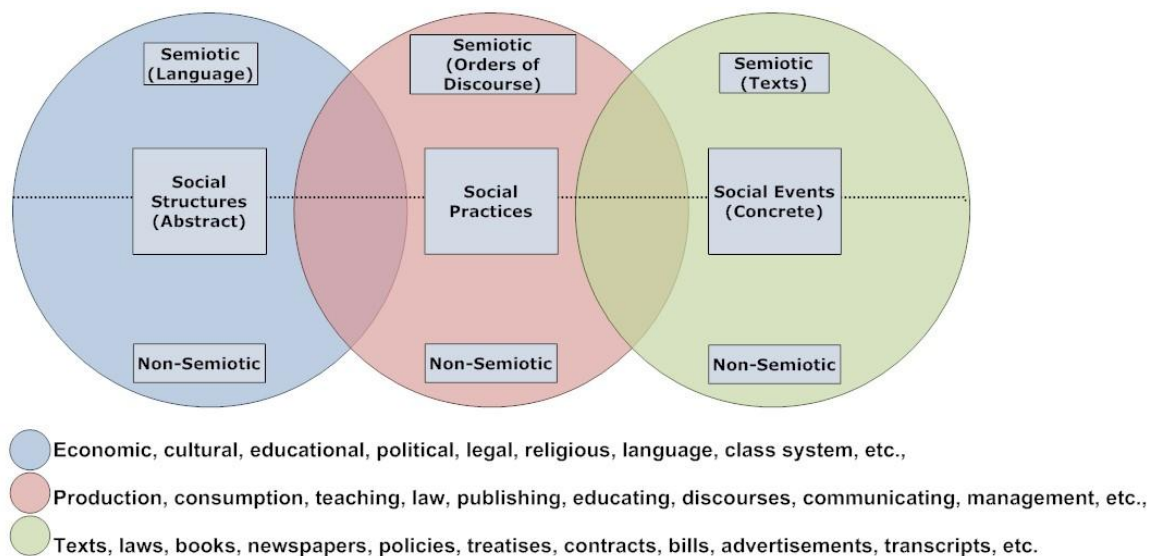 Semiotic
(Language)
Semiotic
(Orders of
Discourse)
Semiotic
(Texts)
Social
Structures
(Abstract)
Social
Practices
Social Events
(Concrete)
Non-Semiotic
Non-Semiotic
Non-Semiotic
Economic, cultural, educational, political, legal, religious, language, class system, etc.,
Production, consumption, teaching, law, publishing, educating, discourses, communicating, management, etc.,
Texts, laws, books, newspapers, policies, treatises, contracts, bills, advertisements, transcripts, etc.